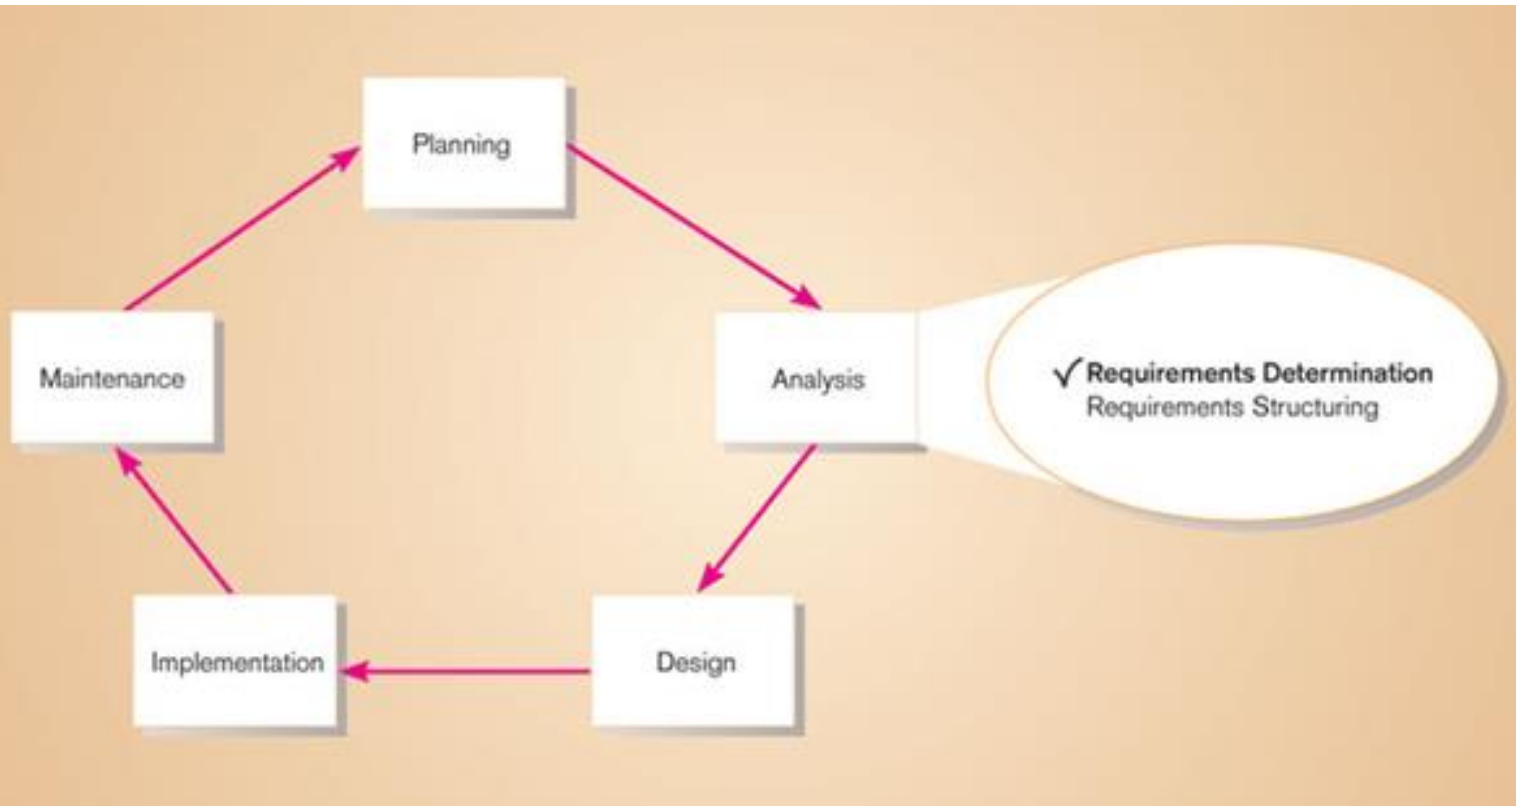 Planning
Maintenance
Analysis
✓Requirements Determination
Requirements Structuring
Implementation
Design